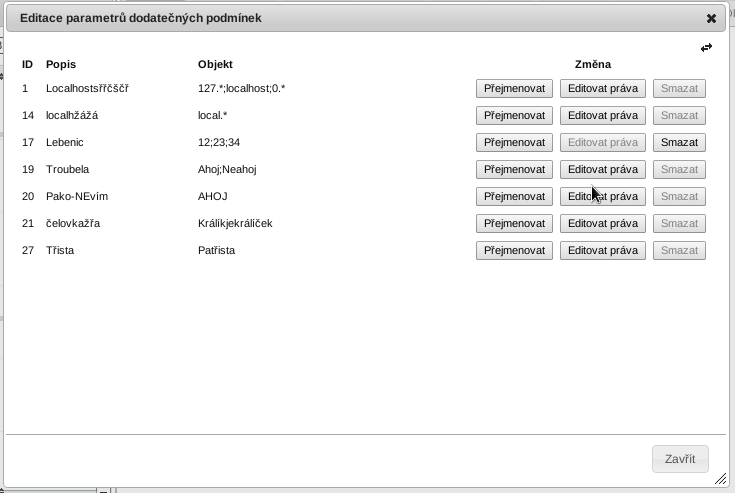 Editace parametrů dodatečných podmínek
ID Popis Objekt Změna
1 Localhostsřřčščř 127.*;localhost;0.* Přejmenovat Editovat práva Smazat
14 localhžážá local.* Přejmenovat Editovat práva Smazat
17 Lebenic 12;23;34 Přejmenovat Editovat práva Smazat
19 Troubela Ahoj;Neahoj Přejmenovat Editovat práva Smazat
20 Pako-NEvím AHOJ Přejmenovat Editovat práva Smazat
21 čelovkažřa Králíkjekrálíček Přejmenovat Editovat práva Smazat
27 Třista Patřista Přejmenovat Editovat práva Smazat
Zavřít